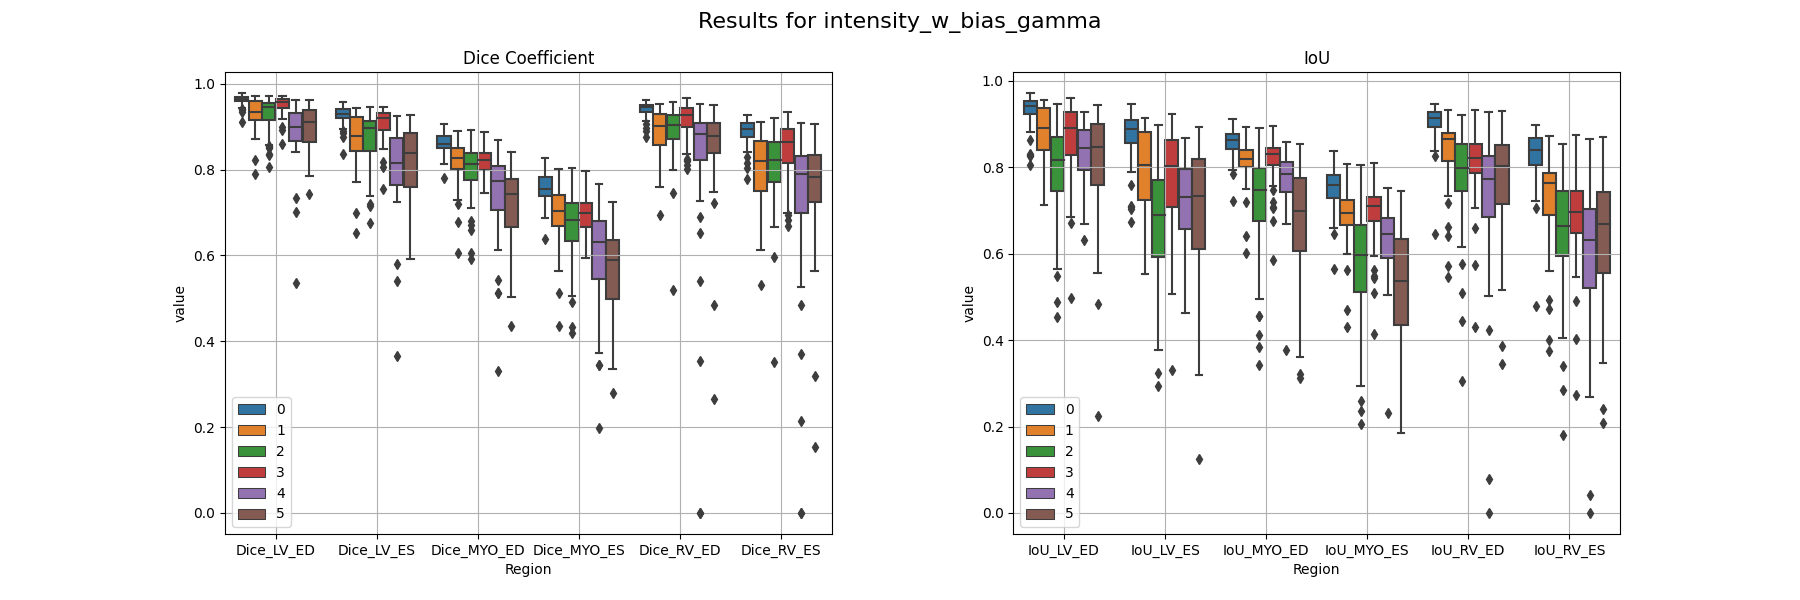 Results for intensity_w_bias_gamma
Dice Coefficient
1.0
0.8
0.6
0.4
0.2
0.0
value
0
1
2
3
4
5
Dice_LV_ED Dice_LV_ES Dice_MYO_ED Dice_MYO_ES Dice_RV_ED Dice_RV_ES
Region
IoU
1.0
0.8
0.6
0.4
0.2
0.0
value
0
1
2
3
4
5
IoU_LV_ED IoU_LV_ES IoU_MYO_ED IoU_MYO_ES IoU_RV_ED IoU_RV_ES
Region